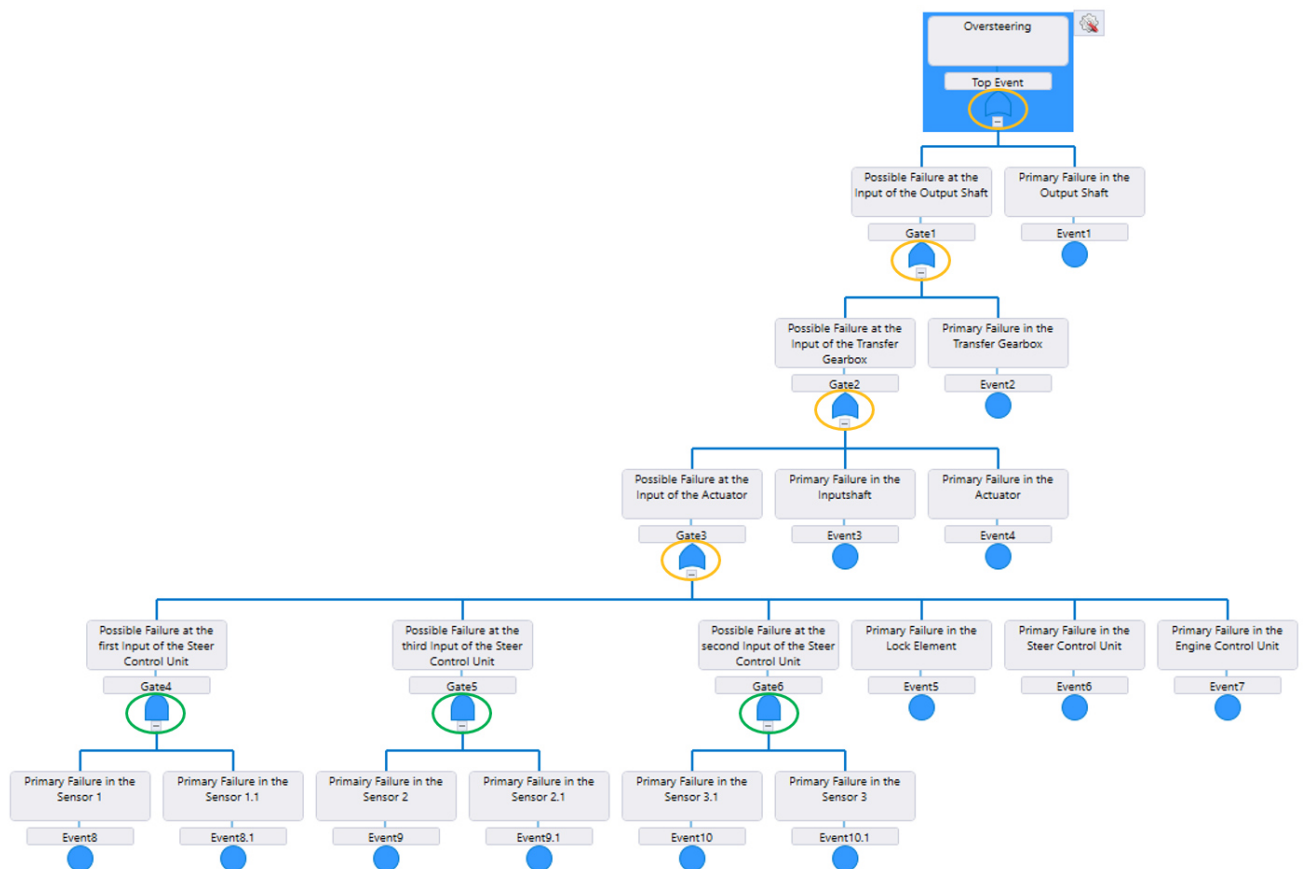 Oversteering
Top Event
Possible Failure at the
Input of the Output Shaft
Gate1
Primary Failure in the
Output Shaft
Event1
Possible Failure at the
Input of the Transfer
Gearbox
Gate2
Primary Failure in the
Transfer Gearbox
Event2
Possible Failure at the
Input of the Actuator
Gate3
Primary Failure in the
Inputshaft
Event3
Primary Failure in the
Actuator
Event4
Possible Failure at the
first Input of the Steer
Control Unit
Gate4
Possible Failure at the
third Input of the Steer
Control Unit
Gate5
Possible Failure at the
second Input of the Steer
Control Unit
Gate6
Primary Failure in the
Lock Element
Event5
Primary Failure in the
Steer Control Unit
Event6
Primary Failure in the
Engine Control Unit
Event7
Primary Failure in the
Sensor 1
Event8
Primary Failure in the
Sensor 1.1
Event8.1
Primairy Failure in the
Sensor 2
Event9
Primary Failure in the
Sensor 2.1
Event9.1
Primary Failure in the
Sensor 3.1
Event10
Primary Failure in the
Sensor 3
Event10.1